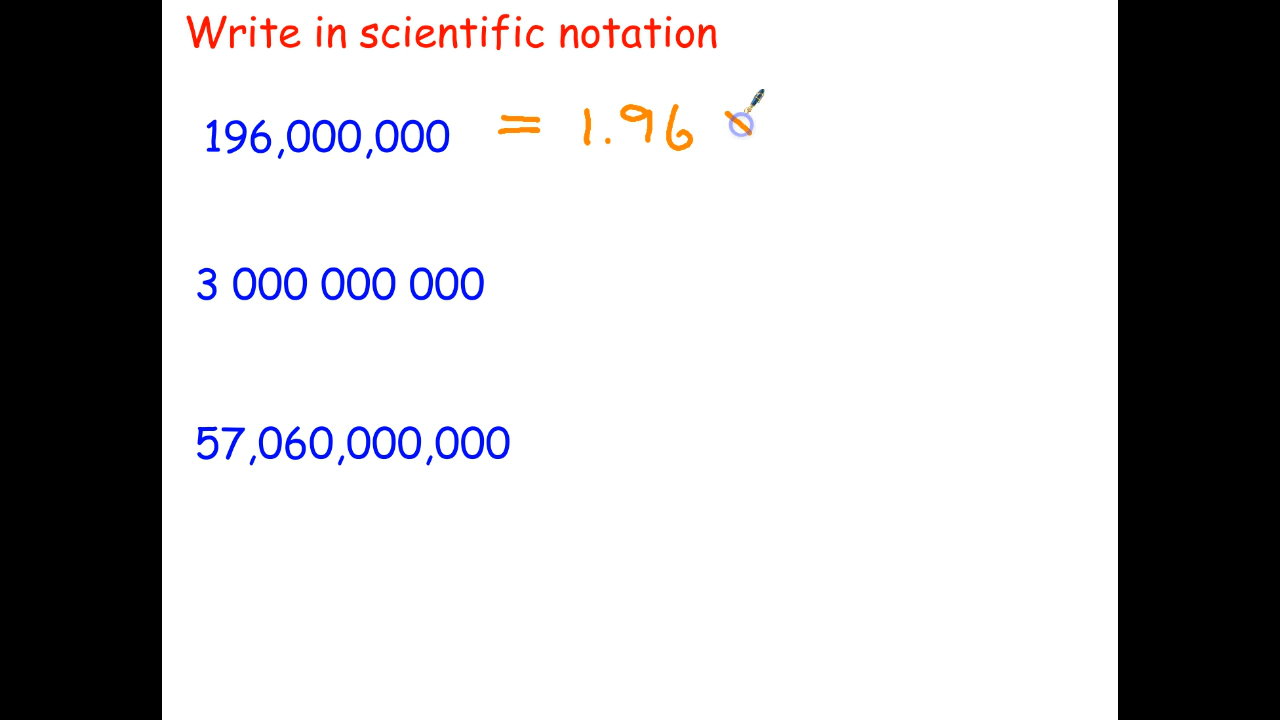 Write in scientific notation
196,000,000 = 1.96
3 000 000 000
57,060,000,000